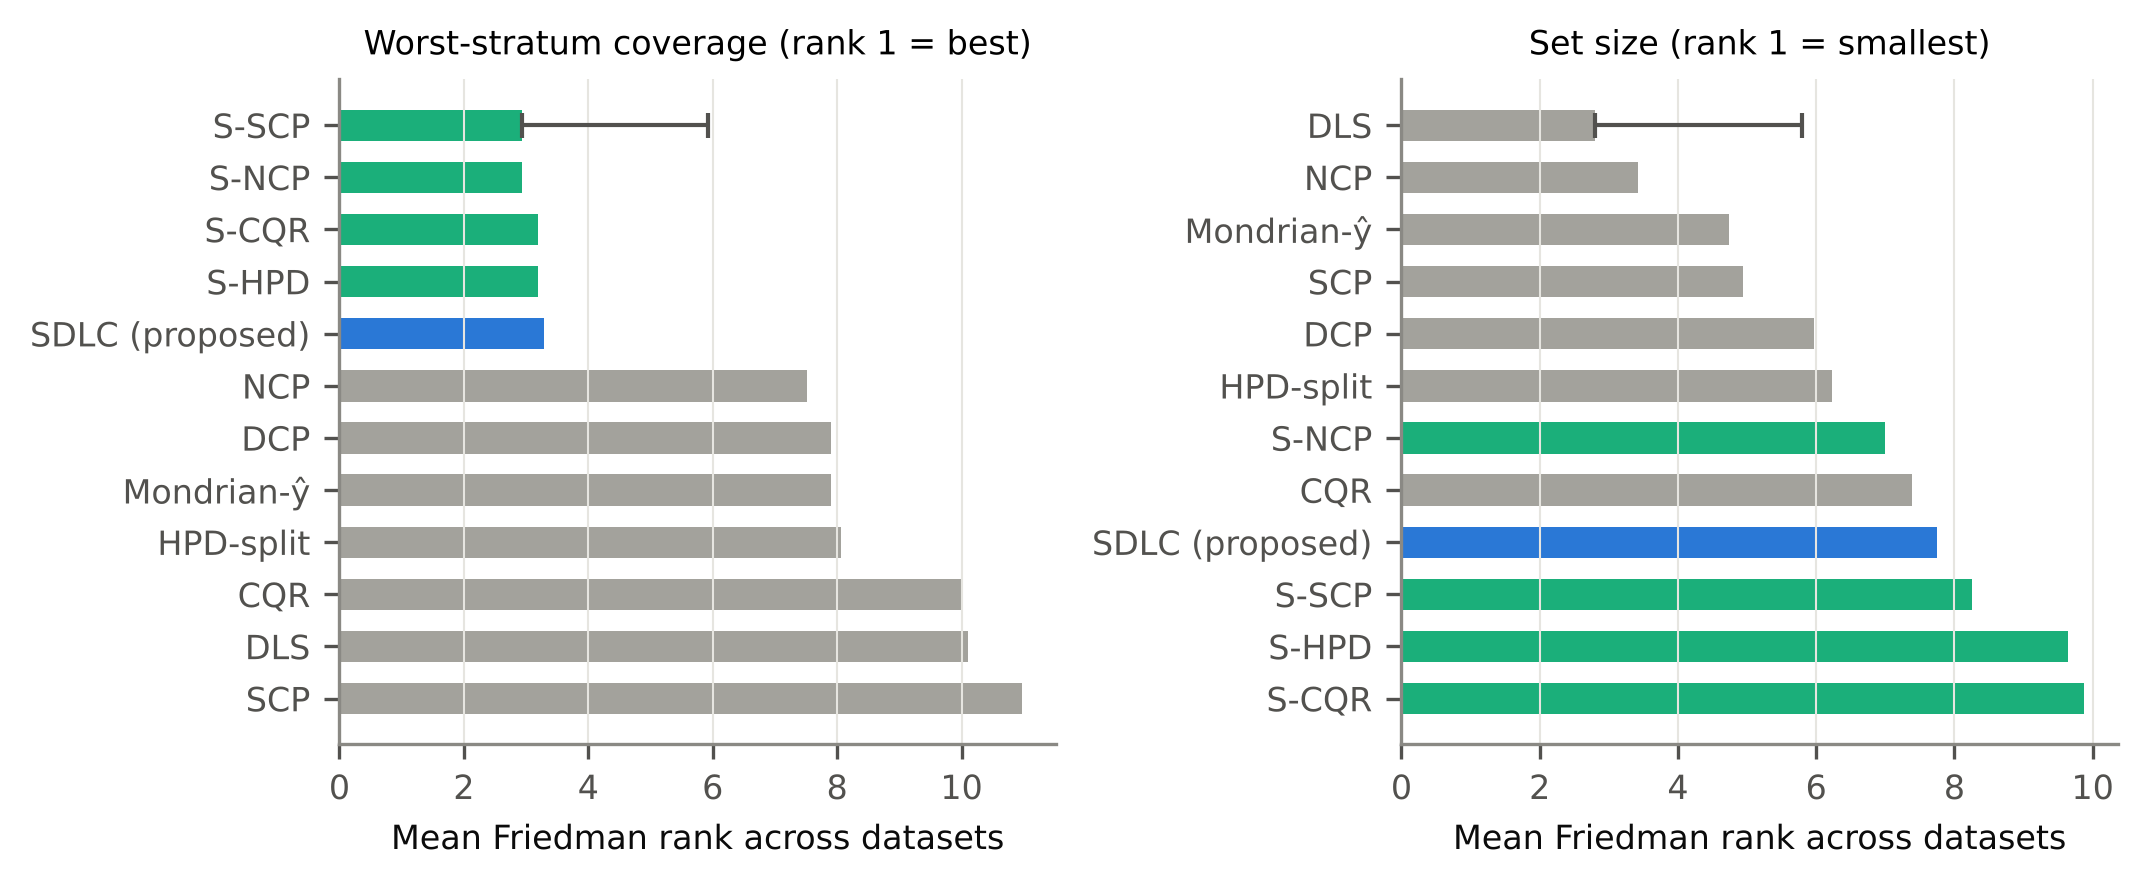 Worst-stratum coverage (rank 1 = best)
S-SCP
S-NCP
S-CQR
S-HPD
SDLC (proposed)
NCP
DCP
Mondrian-ŷ
HPD-split
CQR
DLS
SCP
0 2 4 6 8 10
Mean Friedman rank across datasets
Set size (rank 1 = smallest)
DLS
NCP
Mondrian-ŷ
SCP
DCP
HPD-split
S-NCP
CQR
SDLC (proposed)
S-SCP
S-HPD
S-CQR
0 2 4 6 8 10
Mean Friedman rank across datasets